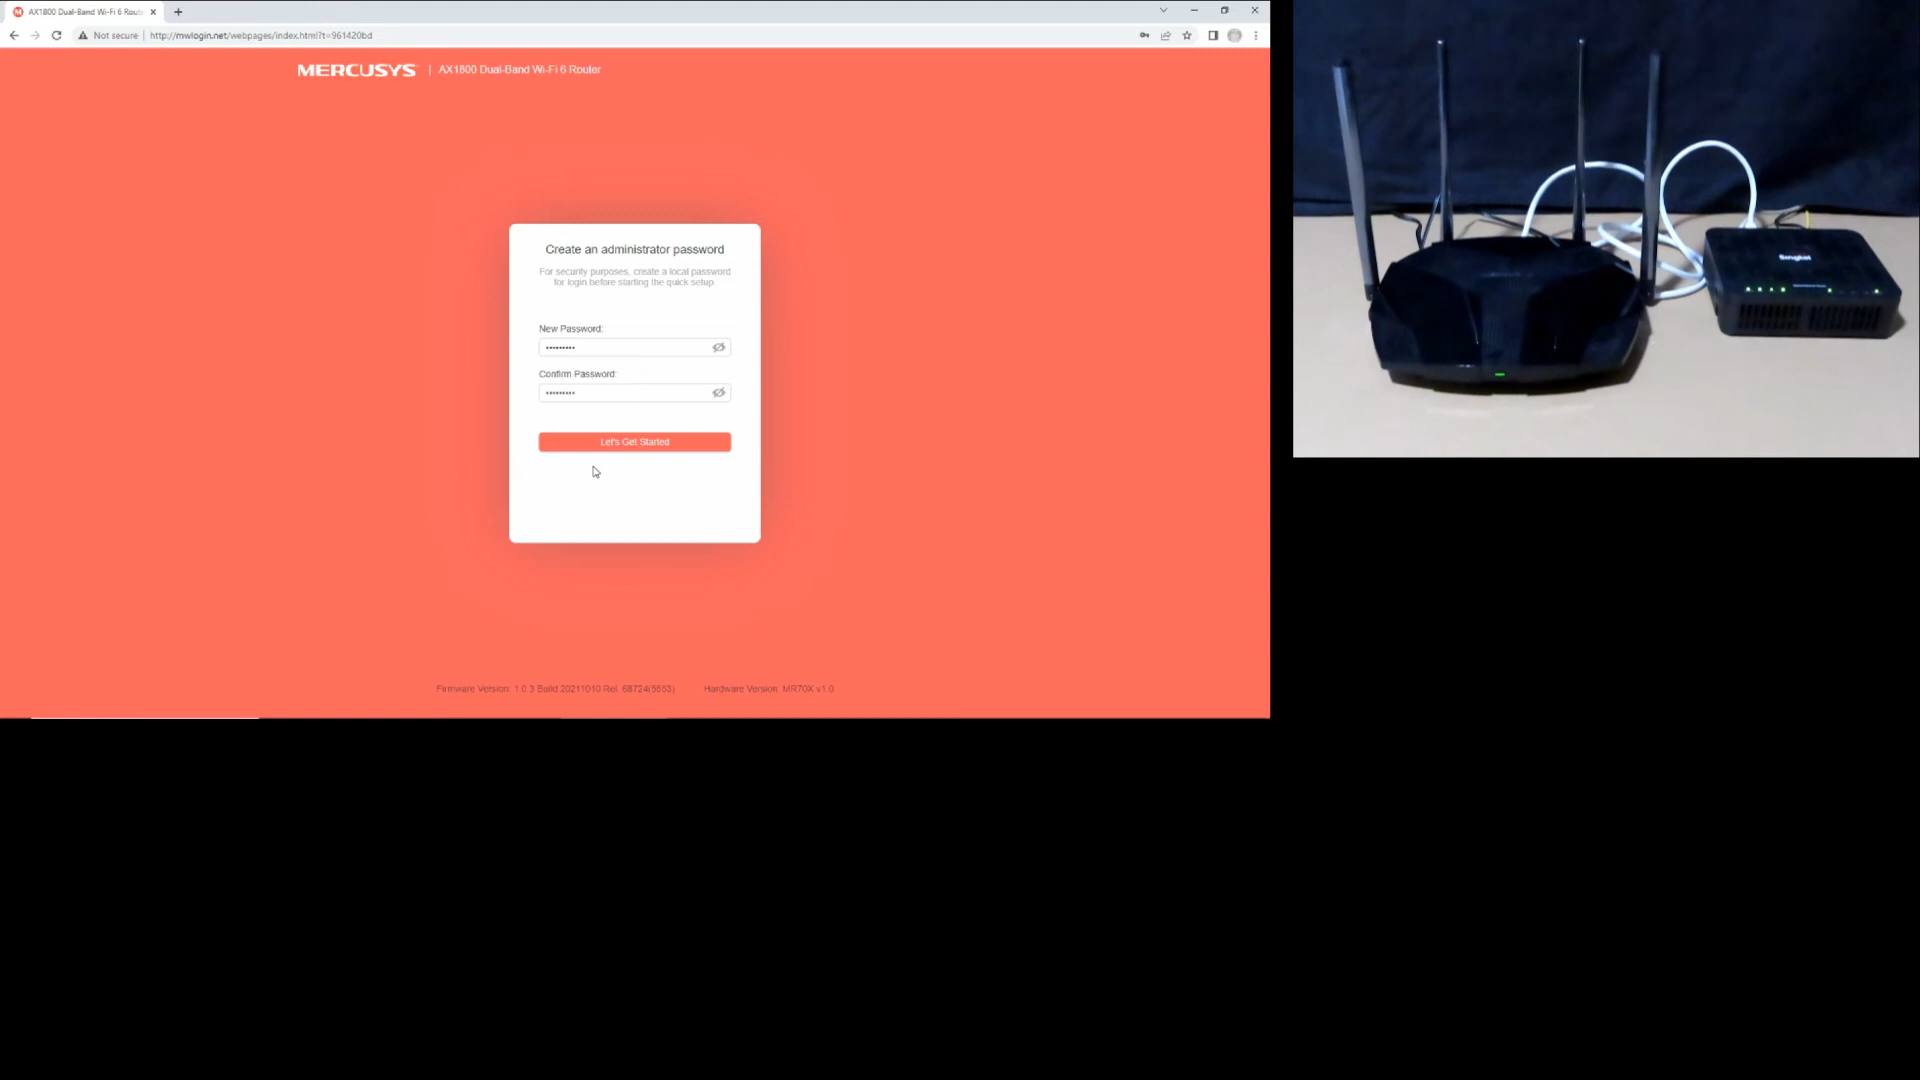 AX1800 Dual-Band Wi-Fi 6 Route
Not secure | http://mwlogin.net/webpages/index.html?t=961420bd
MERCUSYS | AX1800 Dual-Band Wi-Fi 6 Router
Create an administrator password
For security purposes, create a local password
for login before starting the quick setup.
New Password:
•••••••••
Confirm Password:
•••••••••
Let's Get Started
Firmware Version: 1.0.3 Build 20211010 Rel. 68724(5553) Hardware Version: MR70X v1.0
Singtel